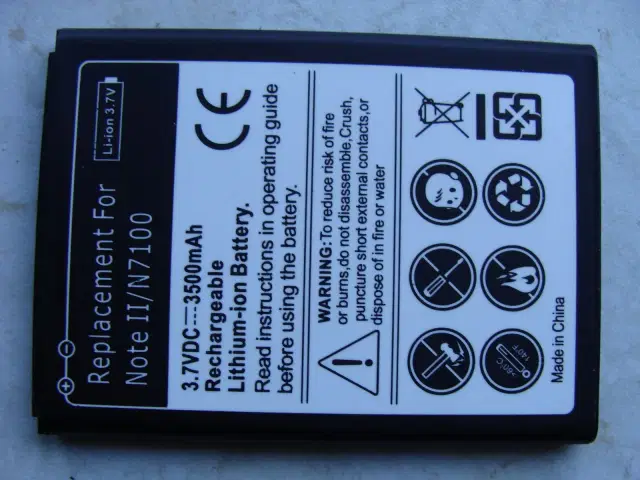 Replacement For
Note II/N7100
Li-ion 3.7V
CE
3.7VDC⎓3500mAh
Rechargeable
Lithium-ion Battery.
Read instructions in operating guide
before using the battery.
WARNING:To reduce risk of fire
or burns,do not disassemble,Crush,
puncture short external contacts,or
dispose of in fire or water
>60°C
140°F
Made in China